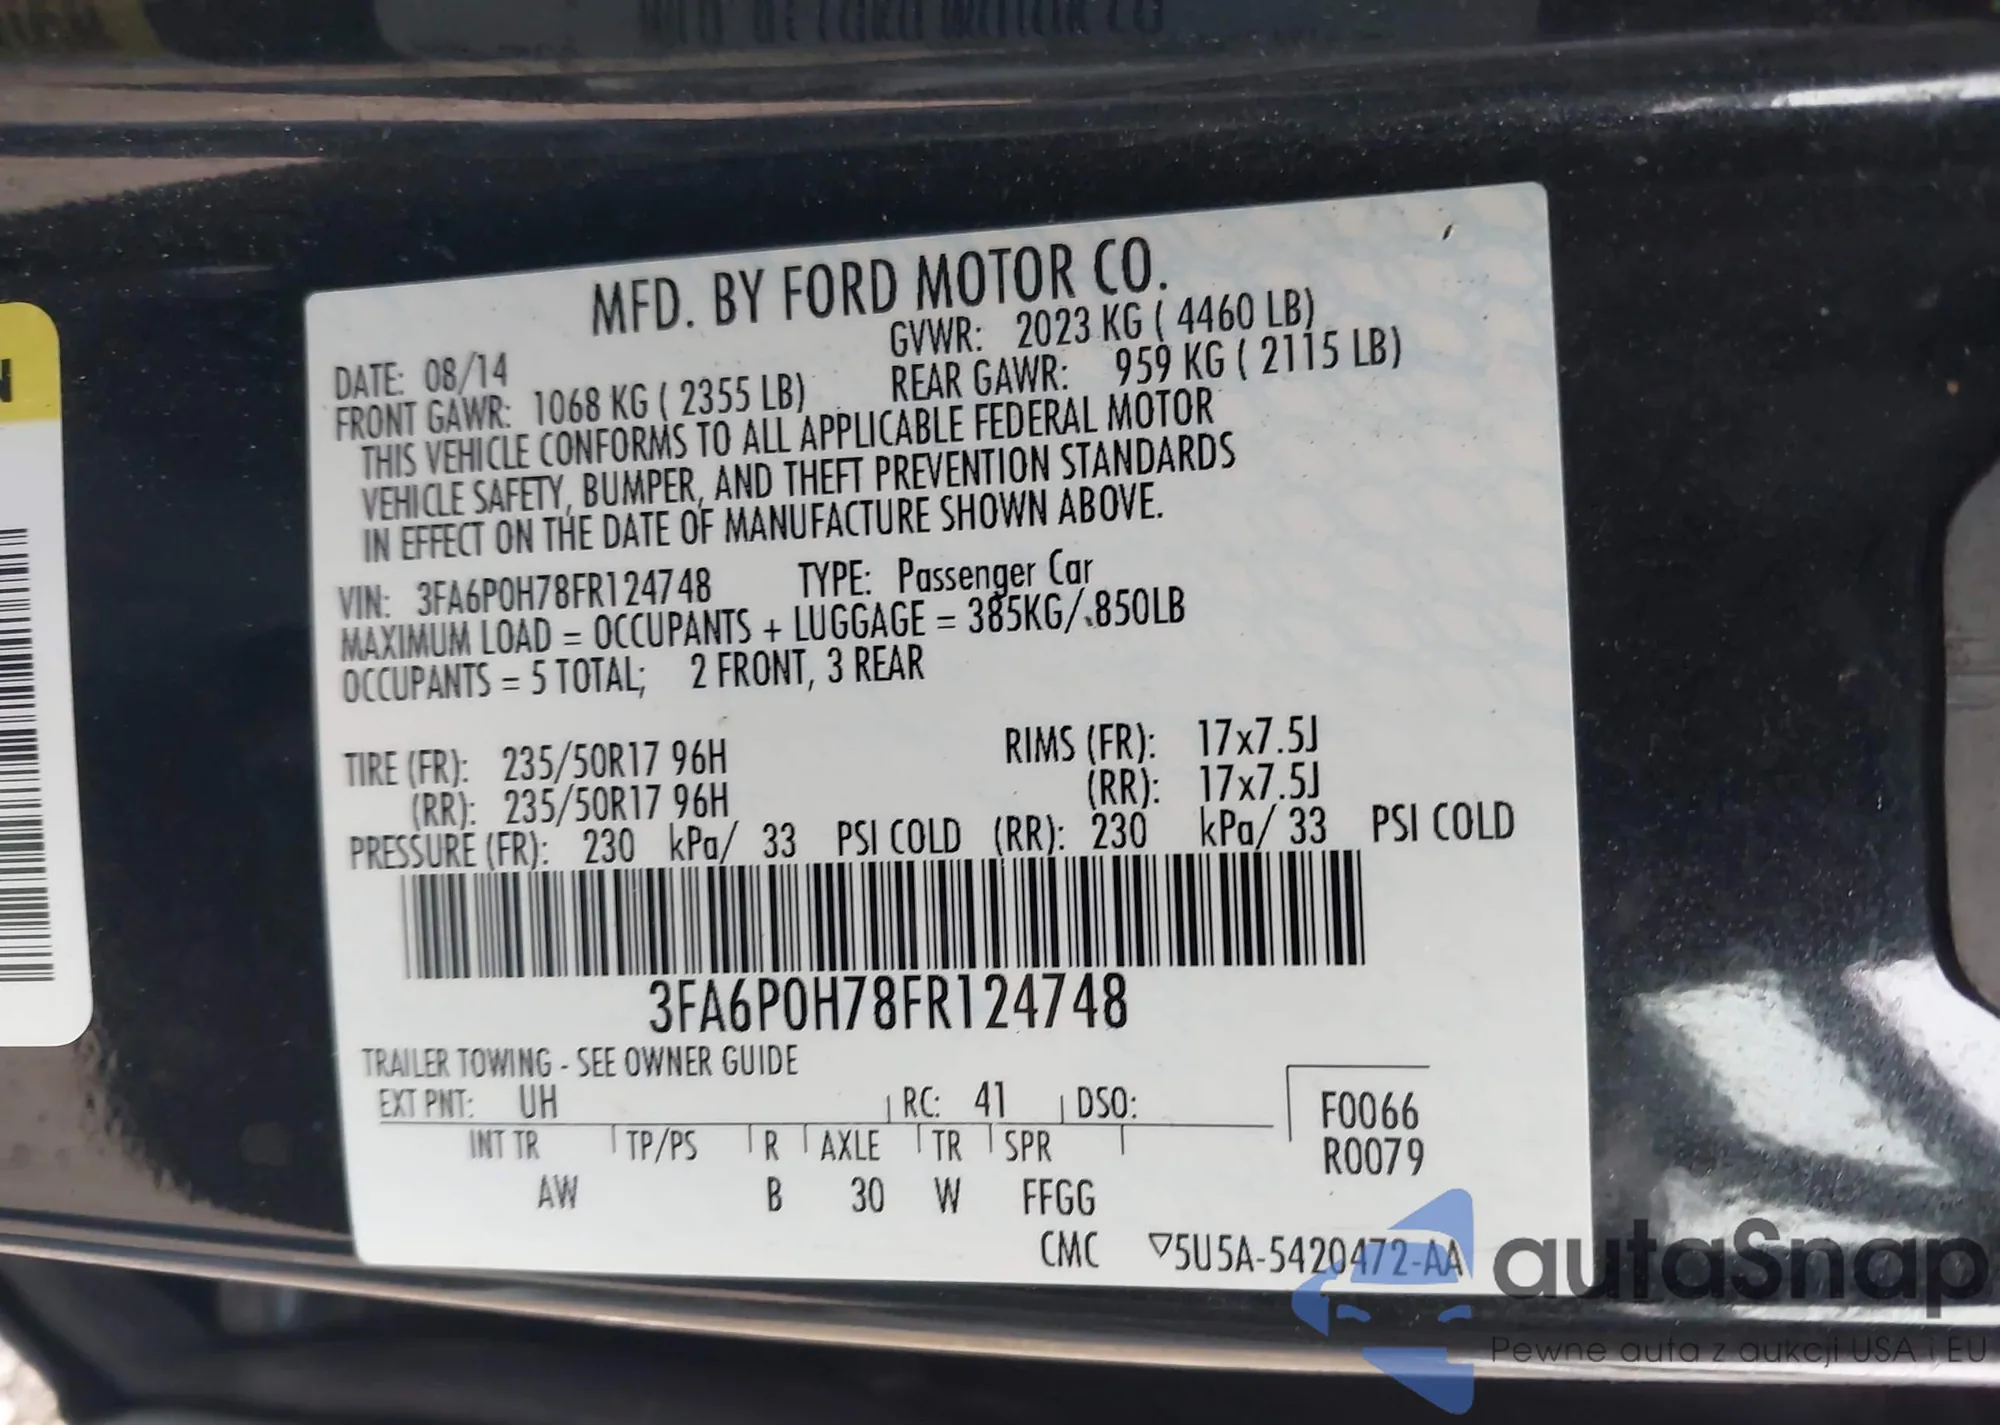 MFD. BY FORD MOTOR CO.
DATE: 08/14 GVWR: 2023 KG ( 4460 LB)
FRONT GAWR: 1068 KG ( 2355 LB) REAR GAWR: 959 KG ( 2115 LB)
THIS VEHICLE CONFORMS TO ALL APPLICABLE FEDERAL MOTOR
VEHICLE SAFETY, BUMPER, AND THEFT PREVENTION STANDARDS
IN EFFECT ON THE DATE OF MANUFACTURE SHOWN ABOVE.
VIN: 3FA6P0H78FR124748 TYPE: Passenger Car
MAXIMUM LOAD = OCCUPANTS + LUGGAGE = 385KG/ 850LB
OCCUPANTS = 5 TOTAL; 2 FRONT, 3 REAR
TIRE (FR): 235/50R17 96H RIMS (FR): 17x7.5J
(RR): 235/50R17 96H (RR): 17x7.5J
PRESSURE (FR): 230 kPa/ 33 PSI COLD (RR): 230 kPa/ 33 PSI COLD
3FA6P0H78FR124748
TRAILER TOWING - SEE OWNER GUIDE
EXT PNT: UH RC: 41 DSO: F0066
INT TR TP/PS R AXLE TR SPR R0079
AW B 30 W FFGG
CMC ▽5U5A-5420472-AA
autaSnap
Pewne auta z aukcji USA i EU